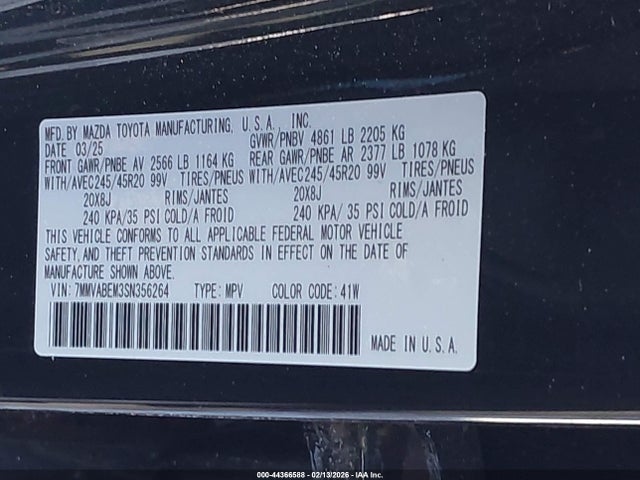 MFD. BY MAZDA TOYOTA MANUFACTURING, U.S.A., INC.
DATE 03/25 GVWR/PNBV 4861 LB 2205 KG
FRONT GAWR/PNBE AV 2566 LB 1164 KG REAR GAWR/PNBE AR 2377 LB 1078 KG
WITH/AVEC 245/45R20 99V TIRES/PNEUS WITH/AVEC 245/45R20 99V TIRES/PNEUS
20X8J RIMS/JANTES 20X8J RIMS/JANTES
240 KPA/35 PSI COLD/A FROID 240 KPA/ 35 PSI COLD/A FROID
THIS VEHICLE CONFORMS TO ALL APPLICABLE FEDERAL MOTOR VEHICLE
SAFETY, AND THEFT PREVENTION STANDARDS IN EFFECT ON THE DATE OF
MANUFACTURE SHOWN ABOVE.
VIN: 7MMVABEM3SN356264 TYPE: MPV COLOR CODE: 41W
MADE IN U.S.A.
000-44366588 - 02/13/2026 - IAA Inc.